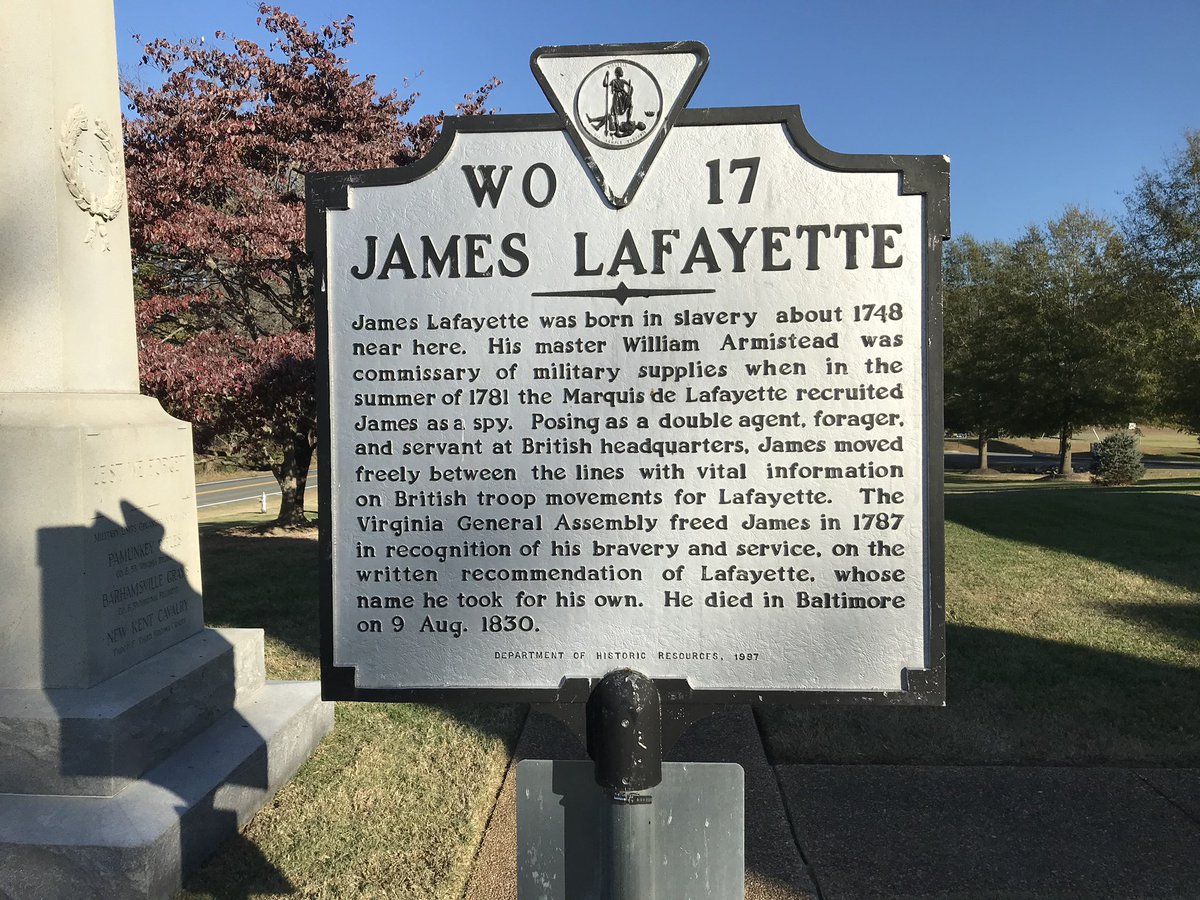 WO 17
JAMES LAFAYETTE
James Lafayette was born in slavery about 1748
near here. His master William Armistead was
commissary of military supplies when in the
summer of 1781 the Marquis de Lafayette recruited
James as a spy. Posing as a double agent, forager,
and servant at British headquarters, James moved
freely between the lines with vital information
on British troop movements for Lafayette. The
Virginia General Assembly freed James in 1787
in recognition of his bravery and service, on the
written recommendation of Lafayette, whose
name he took for his own. He died in Baltimore
on 9 Aug. 1830.
DEPARTMENT OF HISTORIC RESOURCES, 1997
PAMUNKEY
BARHAMSVILLE
NEW KENT CAVALRY